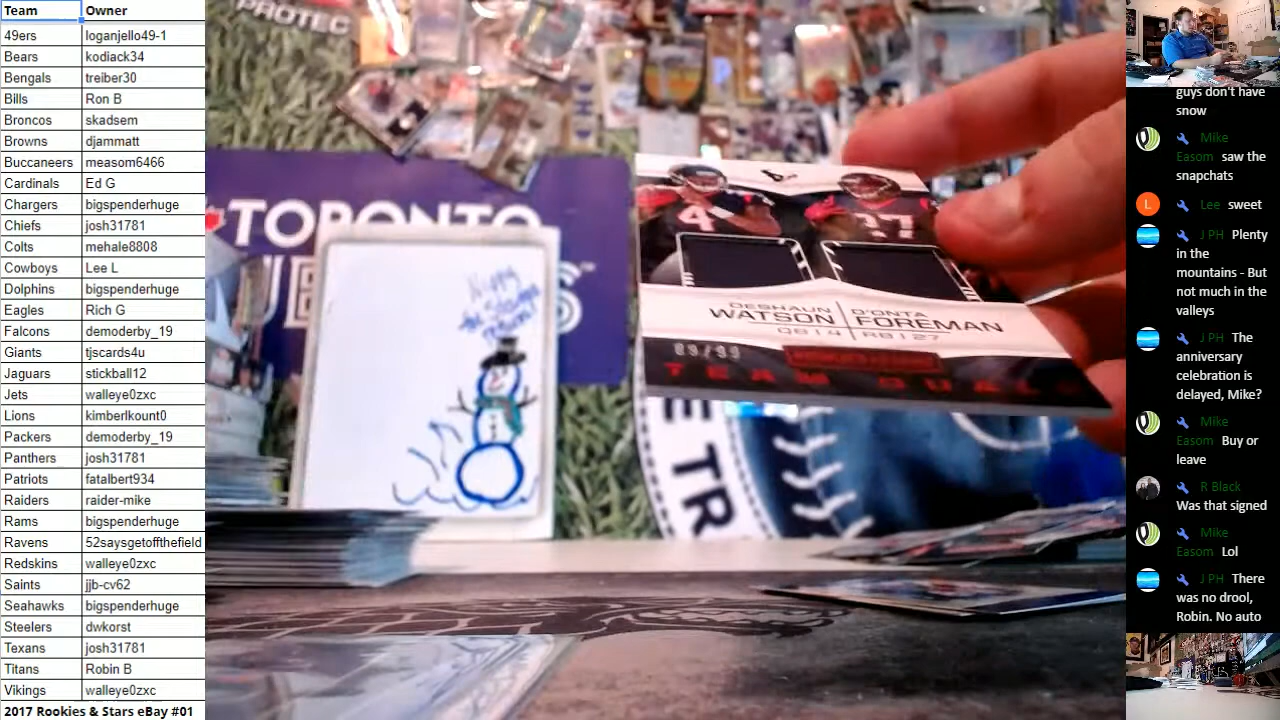 Team Owner
49ers loganjello49-1
Bears kodiack34
Bengals treiber30
Bills Ron B
Broncos skadsem
Browns djammatt
Buccaneers measom6466
Cardinals Ed G
Chargers bigspenderhuge
Chiefs josh31781
Colts mehale8808
Cowboys Lee L
Dolphins bigspenderhuge
Eagles Rich G
Falcons demoderby_19
Giants tjscards4u
Jaguars stickball12
Jets walleye0zxc
Lions kimberlkount0
Packers demoderby_19
Panthers josh31781
Patriots fatalbert934
Raiders raider-mike
Rams bigspenderhuge
Ravens 52saysgetoffthefield
Redskins walleye0zxc
Saints jjb-cv62
Seahawks bigspenderhuge
Steelers dwkorst
Texans josh31781
Titans Robin B
Vikings walleye0zxc
2017 Rookies & Stars eBay #01
PROTEC
TORONTO
DESHAUN
WATSON
QB 14
D'ONTA
FOREMAN
RB 127
89/99
TEAM DUALS
E TR
guys don't have
snow
Mike
Easom saw the
snapchats
L Lee sweet
J PH Plenty
in the
mountains - But
not much in the
valleys
J PH The
anniversary
celebration is
delayed, Mike?
Mike
Easom Buy or
leave
R Black
Was that signed
Mike
Easom Lol
J PH There
was no drool,
Robin. No auto